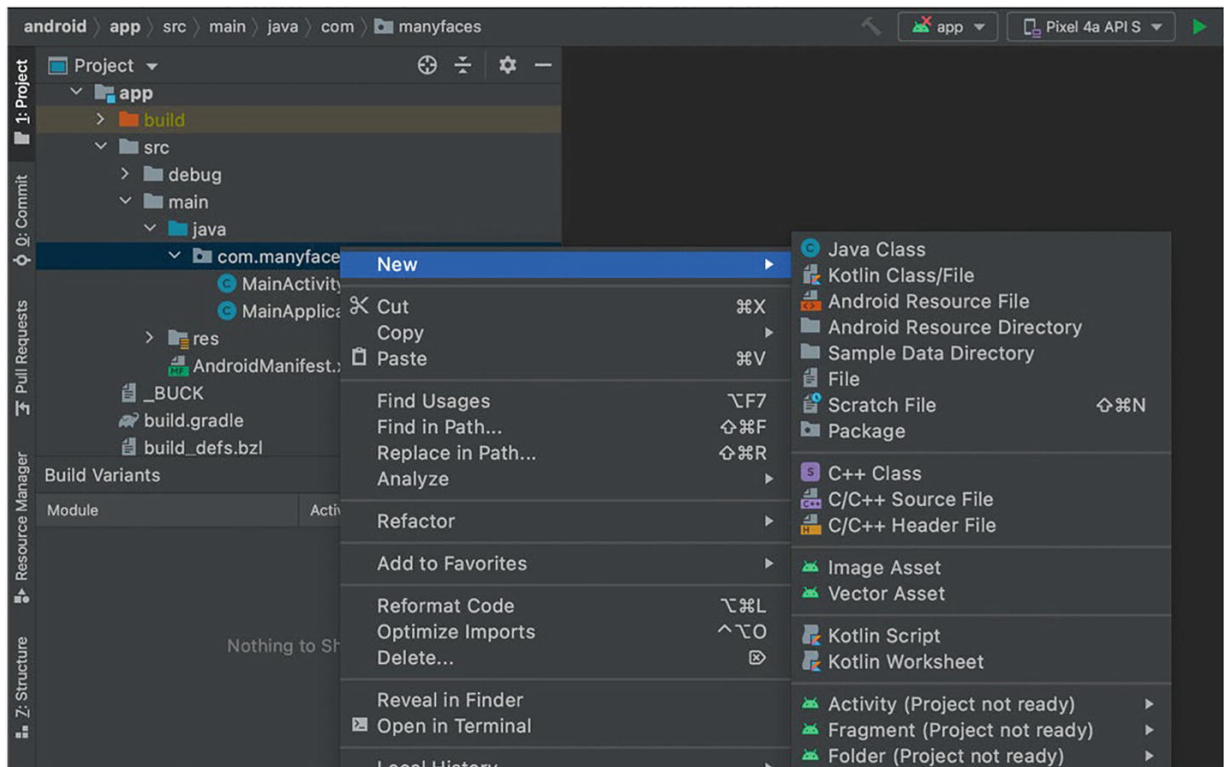 android app src main java com manyfaces app Pixel 4a API S
1: Project
Project
app
build
src
debug
main
java
com.manyface
MainActivity
MainApplica
res
AndroidManifest.x
_BUCK
build.gradle
build_defs.bzl
0: Commit
Pull Requests
Resource Manager
Z: Structure
Build Variants
Module Activ
Nothing to Sh
New
Cut ⌘X
Copy
Paste ⌘V
Find Usages ⌥F7
Find in Path... ⇧⌘F
Replace in Path... ⇧⌘R
Analyze
Refactor
Add to Favorites
Reformat Code ⌥⌘L
Optimize Imports ^⌥O
Delete... ⌦
Reveal in Finder
Open in Terminal
Local History
Java Class
Kotlin Class/File
Android Resource File
Android Resource Directory
Sample Data Directory
File
Scratch File ⇧⌘N
Package
C++ Class
C/C++ Source File
C/C++ Header File
Image Asset
Vector Asset
Kotlin Script
Kotlin Worksheet
Activity (Project not ready)
Fragment (Project not ready)
Folder (Project not ready)